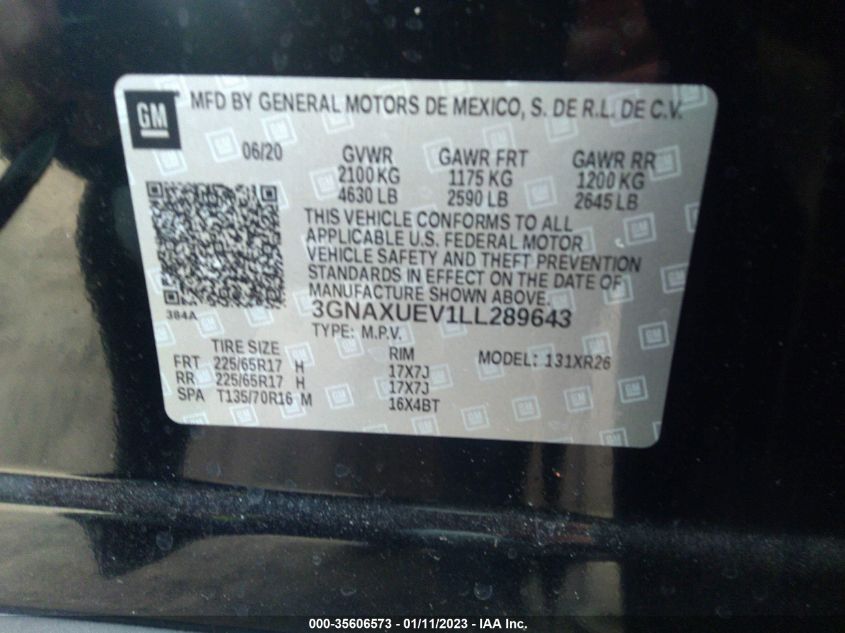 GM
MFD BY GENERAL MOTORS DE MEXICO, S. DE R.L. DE C.V.
06/20 GVWR GAWR FRT GAWR RR
2100 KG 1175 KG 1200 KG
4630 LB 2590 LB 2645 LB
THIS VEHICLE CONFORMS TO ALL
APPLICABLE U.S. FEDERAL MOTOR
VEHICLE SAFETY AND THEFT PREVENTION
STANDARDS IN EFFECT ON THE DATE OF
MANUFACTURE SHOWN ABOVE.
384A 3GNAXUEV1LL289643
TYPE: M.P.V.
TIRE SIZE RIM MODEL: 131XR26
FRT 225/65R17 H 17X7J
RR 225/65R17 H 17X7J
SPA T135/70R16 M 16X4BT
000-35606573 - 01/11/2023 - IAA Inc.